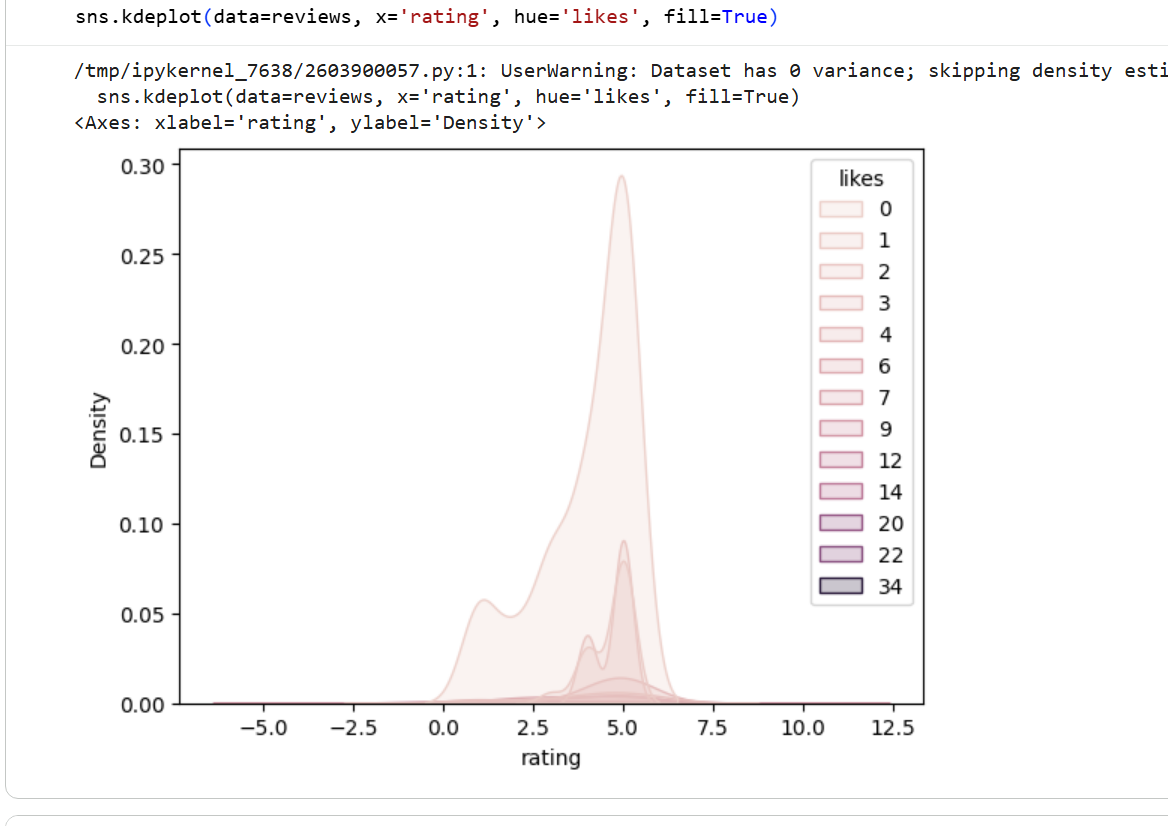 sns.kdeplot(data=reviews, x='rating', hue='likes', fill=True)
/tmp/ipykernel_7638/2603900057.py:1: UserWarning: Dataset has 0 variance; skipping density esti
sns.kdeplot(data=reviews, x='rating', hue='likes', fill=True)
<Axes: xlabel='rating', ylabel='Density'>
0.30
0.25
0.20
0.15
0.10
0.05
0.00
Density
−5.0 −2.5 0.0 2.5 5.0 7.5 10.0 12.5
rating
likes
0
1
2
3
4
6
7
9
12
14
20
22
34